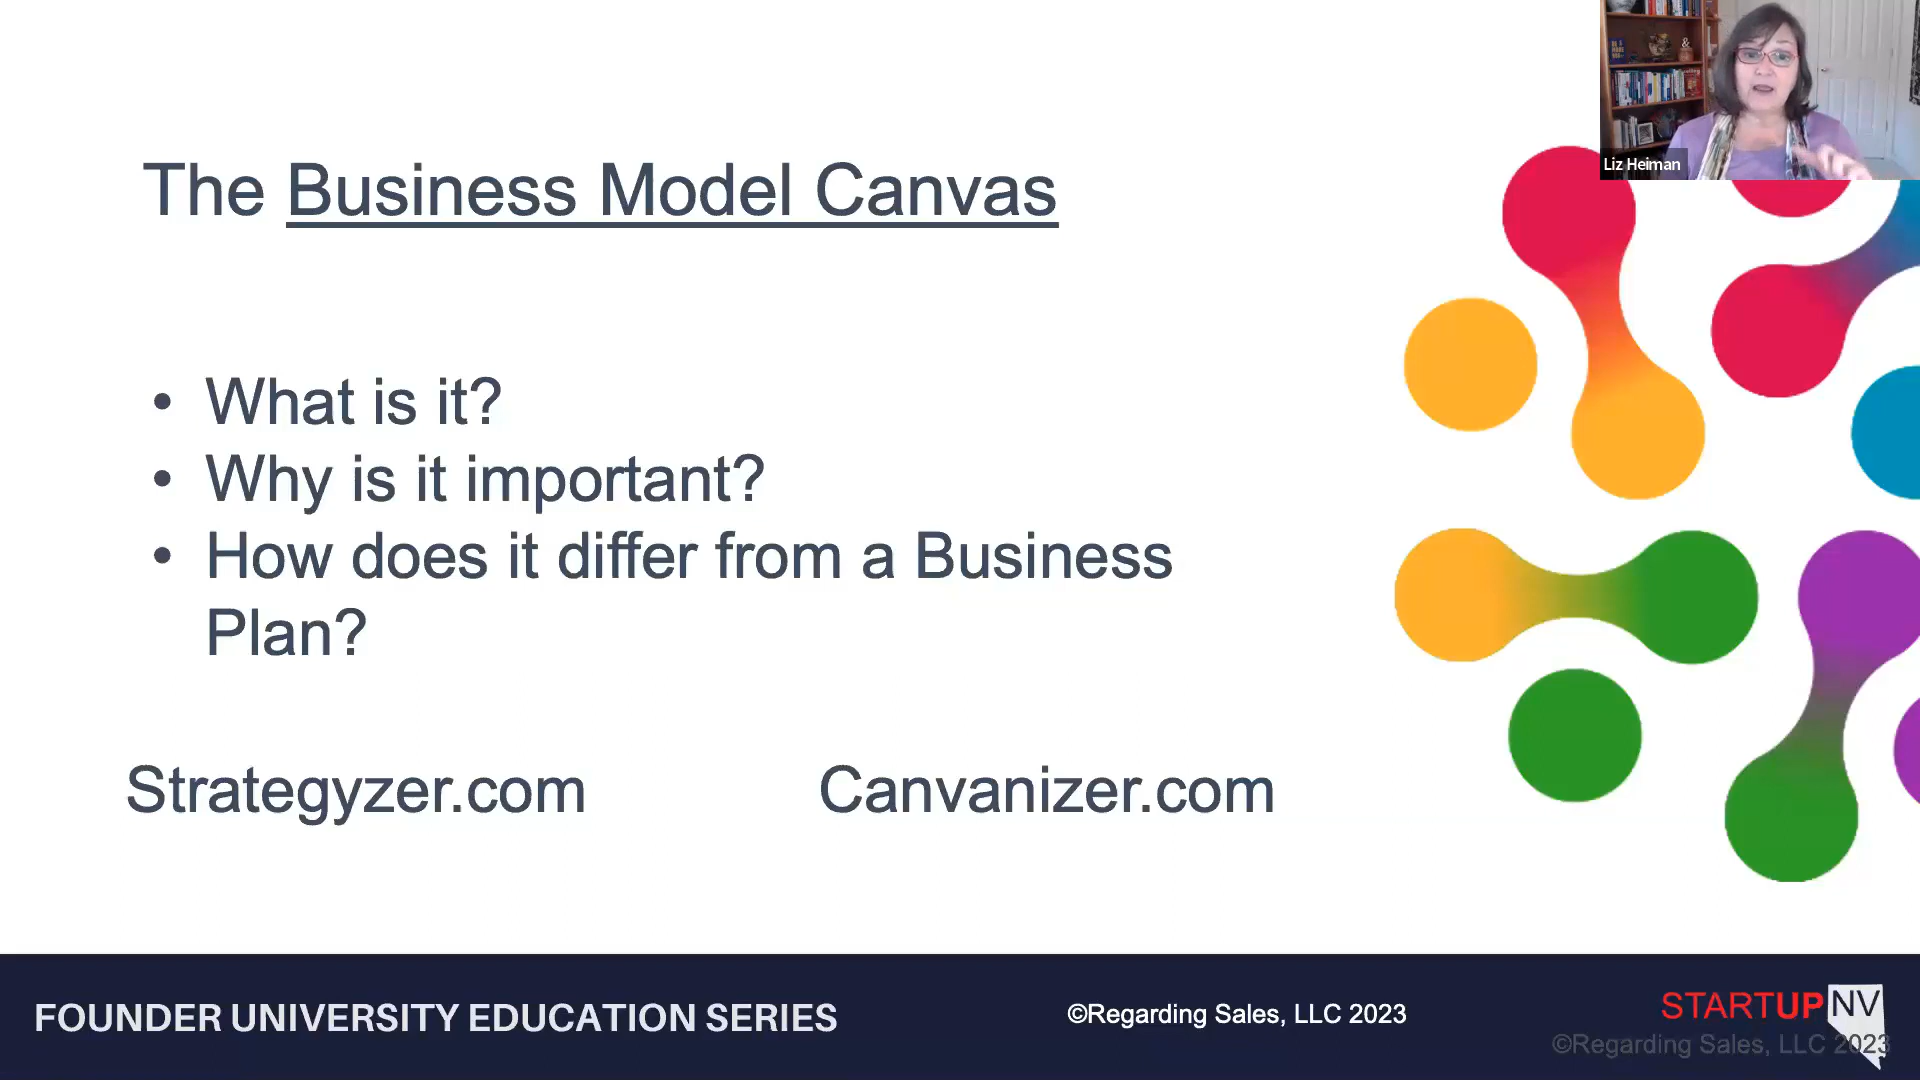 Liz Heiman
The Business Model Canvas
• What is it?
• Why is it important?
• How does it differ from a Business
Plan?
Strategyzer.com
Canvanizer.com
FOUNDER UNIVERSITY EDUCATION SERIES
©Regarding Sales, LLC 2023
STARTUPNV
©Regarding Sales, LLC 2023